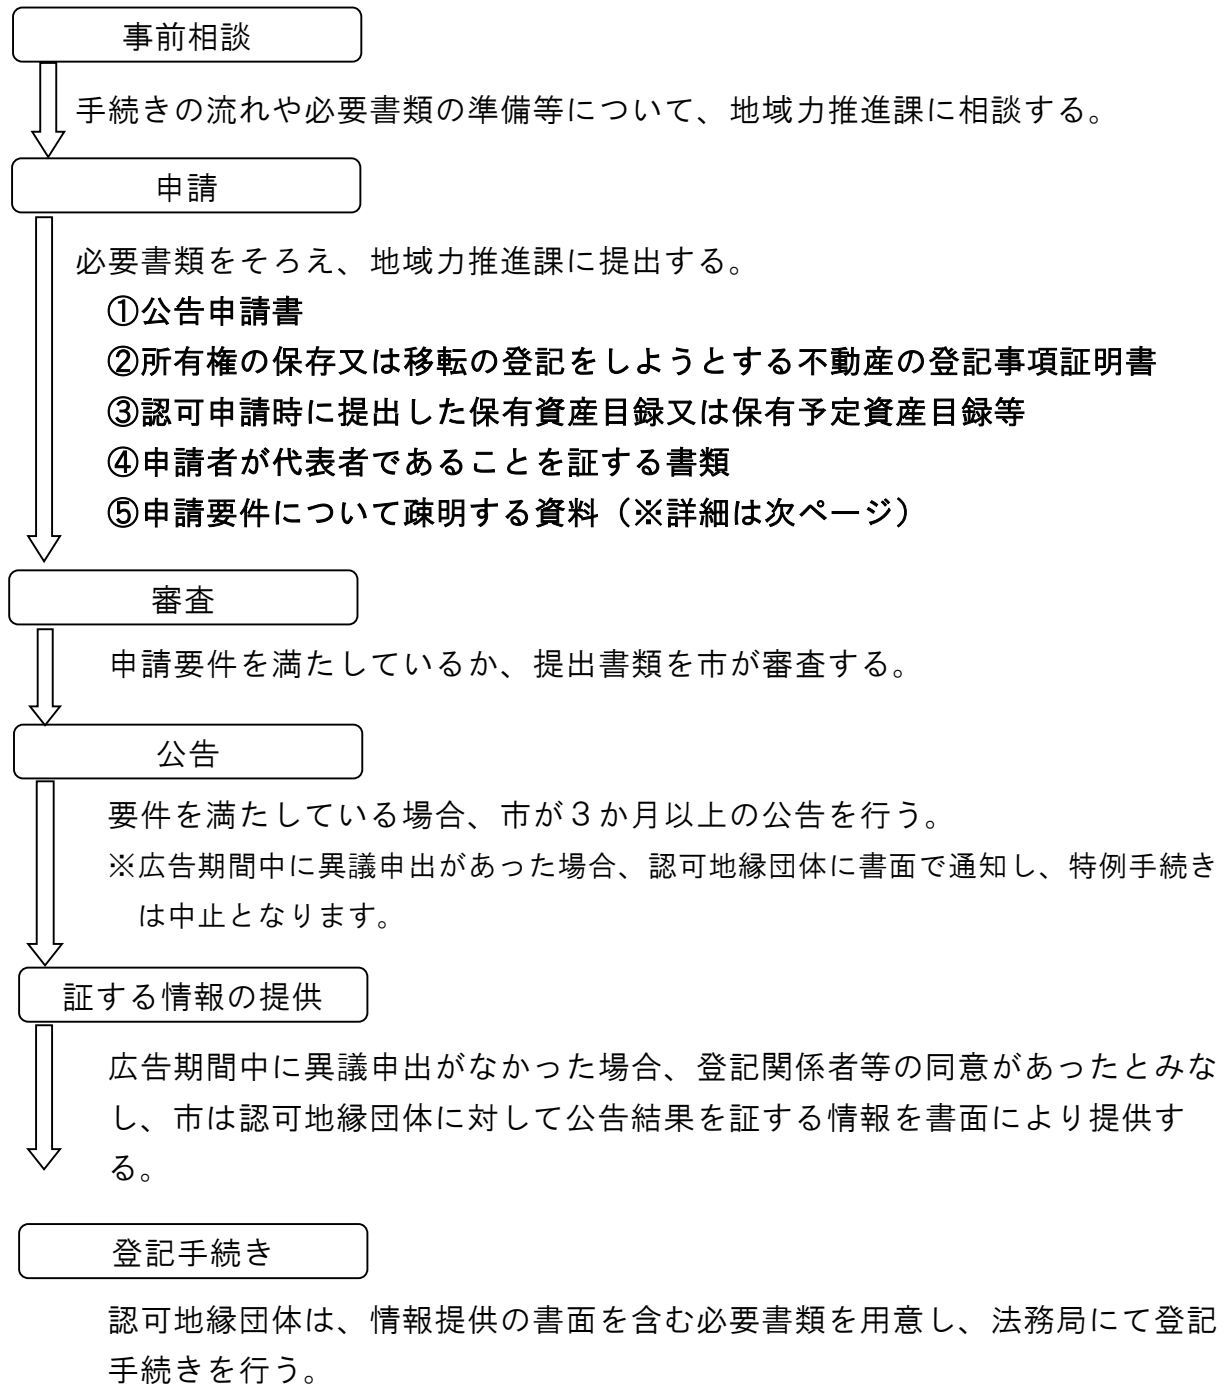 事前相談
手続きの流れや必要書類の準備等について、地域力推進課に相談する。
申請
必要書類をそろえ、地域力推進課に提出する。
①公告申請書
②所有権の保存又は移転の登記をしようとする不動産の登記事項証明書
③認可申請時に提出した保有資産目録又は保有予定資産目録等
④申請者が代表者であることを証する書類
⑤申請要件について疎明する資料（※詳細は次ページ）
審査
申請要件を満たしているか、提出書類を市が審査する。
公告
要件を満たしている場合、市が３か月以上の公告を行う。
※広告期間中に異議申出があった場合、認可地縁団体に書面で通知し、特例手続き
は中止となります。
証する情報の提供
広告期間中に異議申出がなかった場合、登記関係者等の同意があったとみな
し、市は認可地縁団体に対して公告結果を証する情報を書面により提供す
る。
登記手続き
認可地縁団体は、情報提供の書面を含む必要書類を用意し、法務局にて登記
手続きを行う。